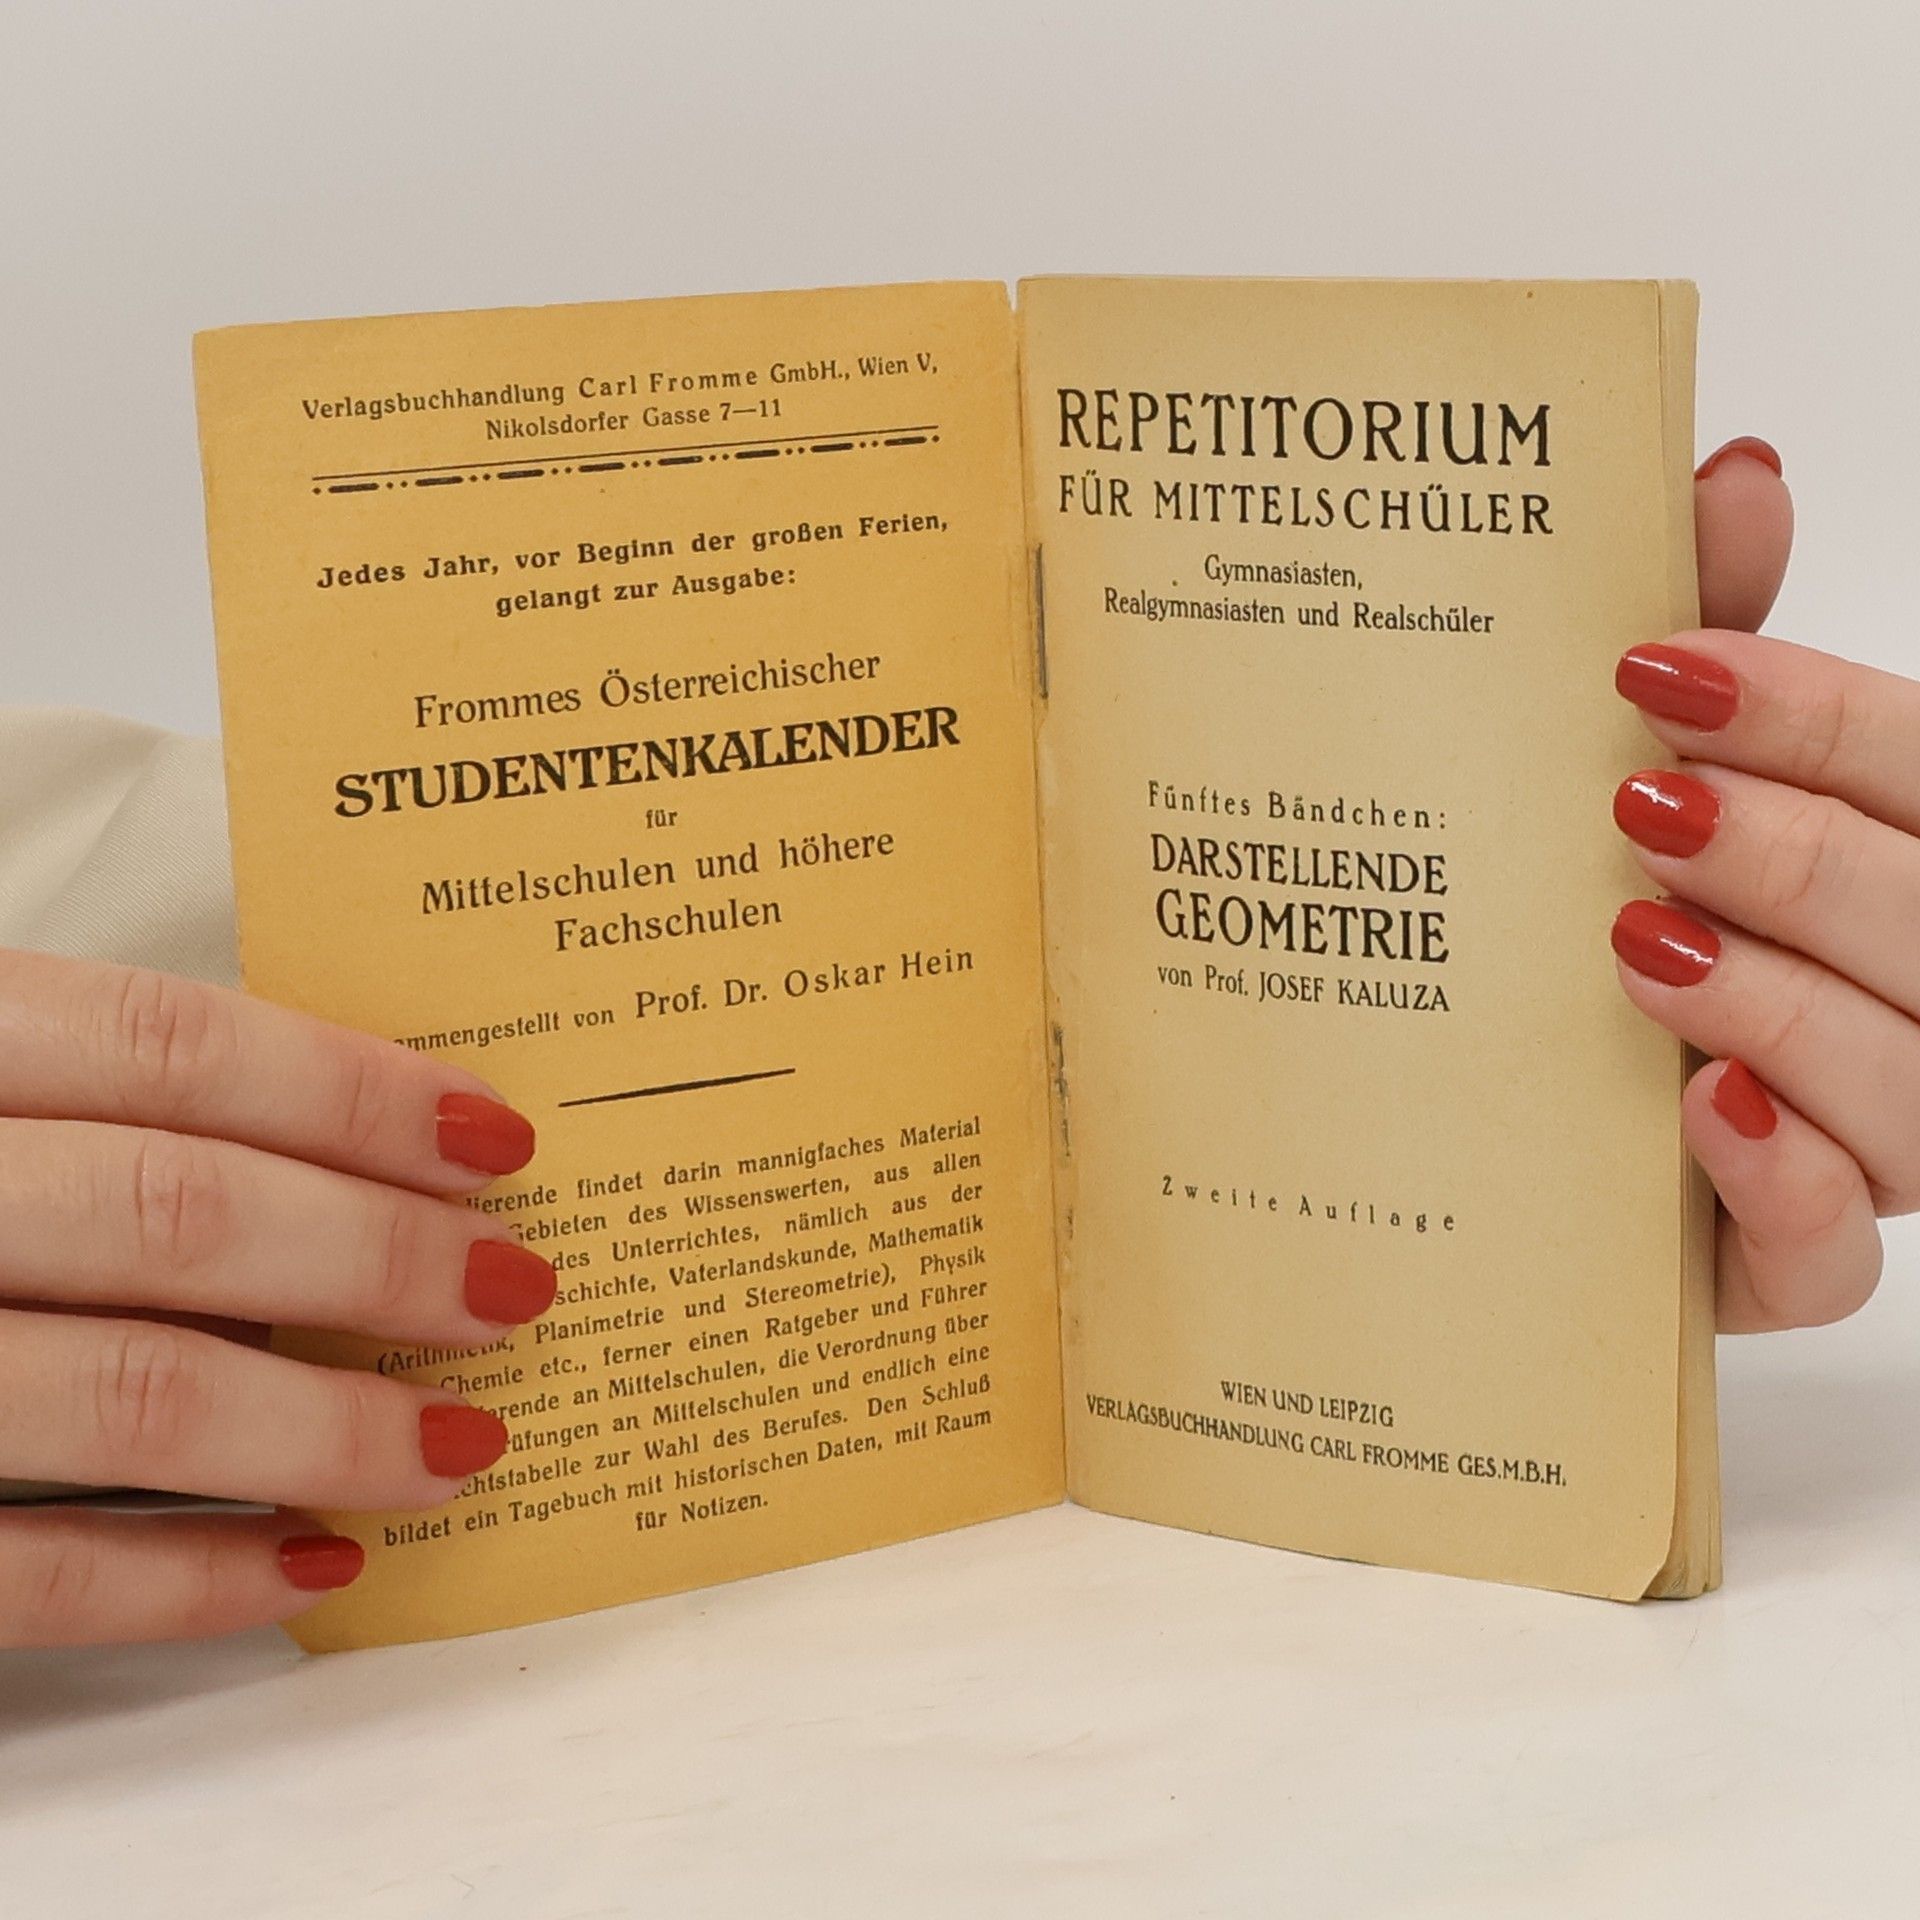 Verlagsbuchhandlung Carl Fromme GmbH., Wien V,
Nikolsdorfer Gasse 7—11
Jedes Jahr, vor Beginn der großen Ferien,
gelangt zur Ausgabe:
Frommes Österreichischer
STUDENTENKALENDER
für
Mittelschulen und höhere
Fachschulen
von Prof. Dr. Oskar Hein
findet darin mannigfaches Material
des Wissenswerten, aus allen
des Unterrichtes, nämlich aus der
Vaterlandskunde, Mathematik
Planimetrie und Stereometrie), Physik
Chemie etc., ferner einen Ratgeber und Führer
an Mittelschulen, die Verordnung über
an Mittelschulen und endlich eine
zur Wahl des Berufes. Den Schluß
bildet ein Tagebuch mit historischen Daten, mit Raum
für Notizen.
REPETITORIUM
FÜR MITTELSCHÜLER
Gymnasiasten,
Realgymnasiasten und Realschüler
Fünftes Bändchen:
DARSTELLENDE
GEOMETRIE
von Prof. JOSEF KALUZA
Zweite Auflage
WIEN UND LEIPZIG
VERLAGSBUCHHANDLUNG CARL FROMME GES.M.B.H.